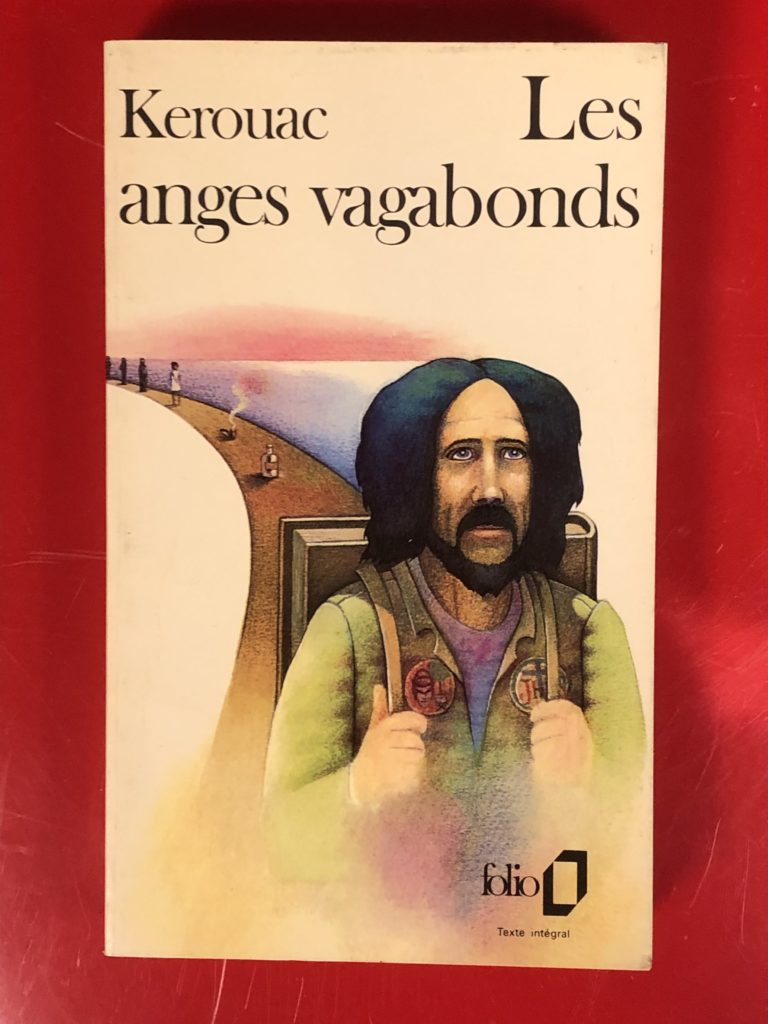 Kerouac Les
anges vagabonds
folio
Texte intégral